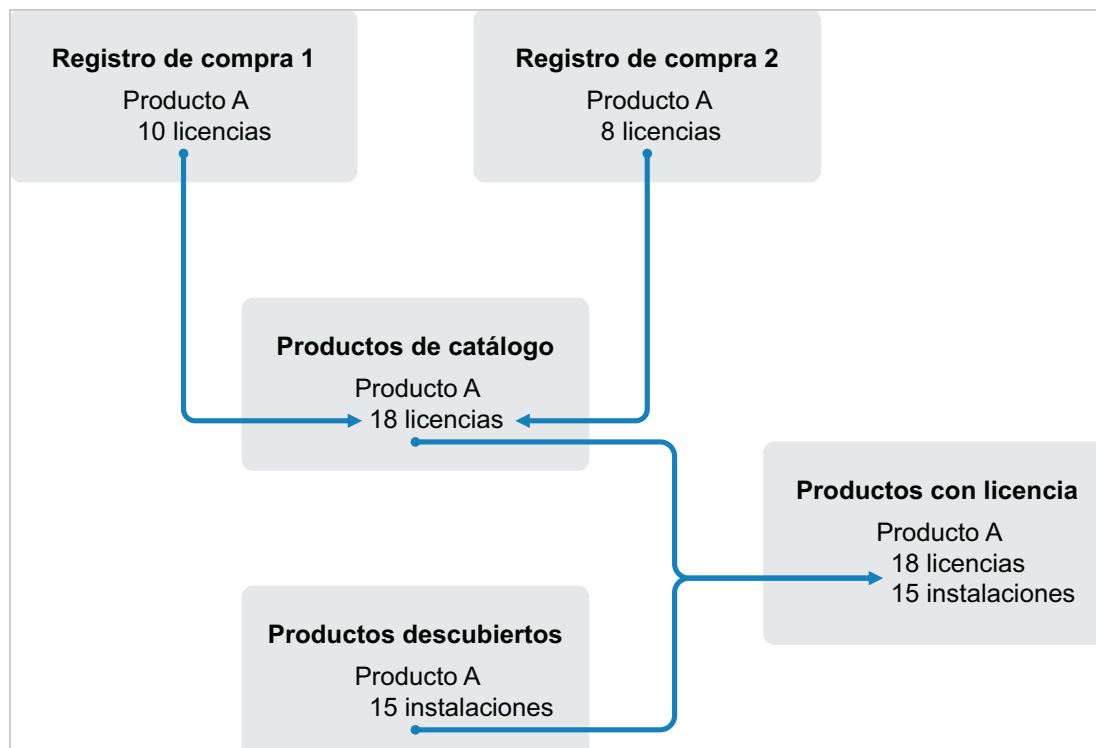 Registro de compra 1
Producto A
10 licencias
Registro de compra 2
Producto A
8 licencias
Productos de catálogo
Producto A
18 licencias
Productos con licencia
Producto A
18 licencias
15 instalaciones
Productos descubiertos
Producto A
15 instalaciones